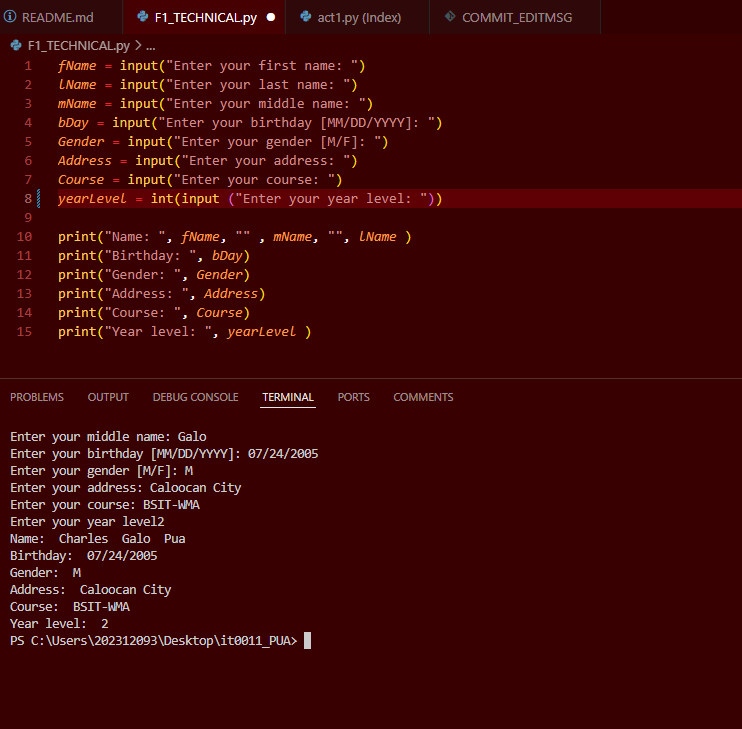 README.md F1_TECHNICAL.py act1.py (Index) COMMIT_EDITMSG
F1_TECHNICAL.py > ...
1 fName = input("Enter your first name: ")
2 lName = input("Enter your last name: ")
3 mName = input("Enter your middle name: ")
4 bDay = input("Enter your birthday [MM/DD/YYYY]: ")
5 Gender = input("Enter your gender [M/F]: ")
6 Address = input("Enter your address: ")
7 Course = input("Enter your course: ")
8 yearLevel = int(input ("Enter your year level: "))
9
10 print("Name: ", fName, "" , mName, "", lName )
11 print("Birthday: ", bDay)
12 print("Gender: ", Gender)
13 print("Address: ", Address)
14 print("Course: ", Course)
15 print("Year level: ", yearLevel )
PROBLEMS OUTPUT DEBUG CONSOLE TERMINAL PORTS COMMENTS
Enter your middle name: Galo
Enter your birthday [MM/DD/YYYY]: 07/24/2005
Enter your gender [M/F]: M
Enter your address: Caloocan City
Enter your course: BSIT-WMA
Enter your year level2
Name:  Charles  Galo  Pua
Birthday:  07/24/2005
Gender:  M
Address:  Caloocan City
Course:  BSIT-WMA
Year level:  2
PS C:\Users\202312093\Desktop\it0011_PUA>